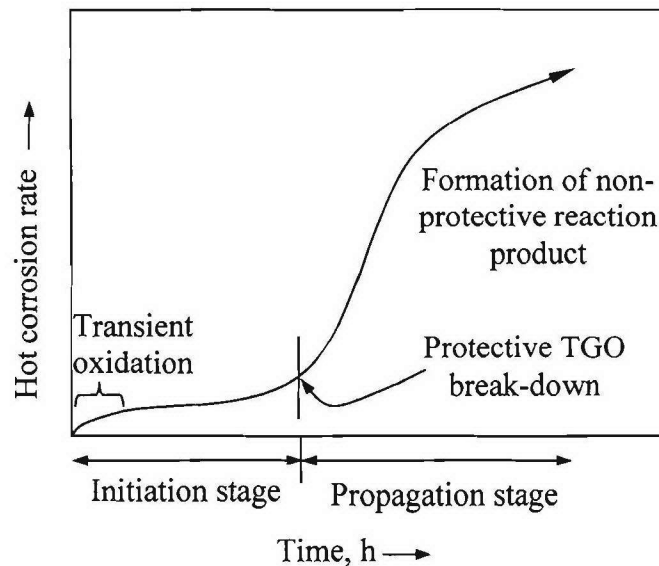 Hot corrosion rate
Transient
oxidation
Formation of non-
protective reaction
product
Protective TGO
break-down
Initiation stage
Propagation stage
Time, h